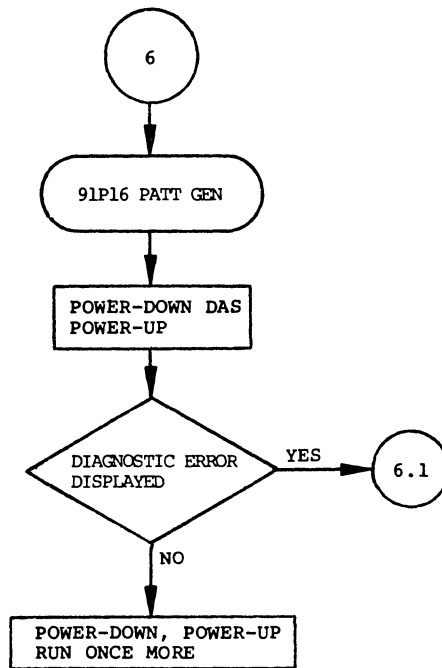 6
91P16 PATT GEN
POWER-DOWN DAS
POWER-UP
DIAGNOSTIC ERROR
DISPLAYED
YES
6.1
NO
POWER-DOWN, POWER-UP
RUN ONCE MORE